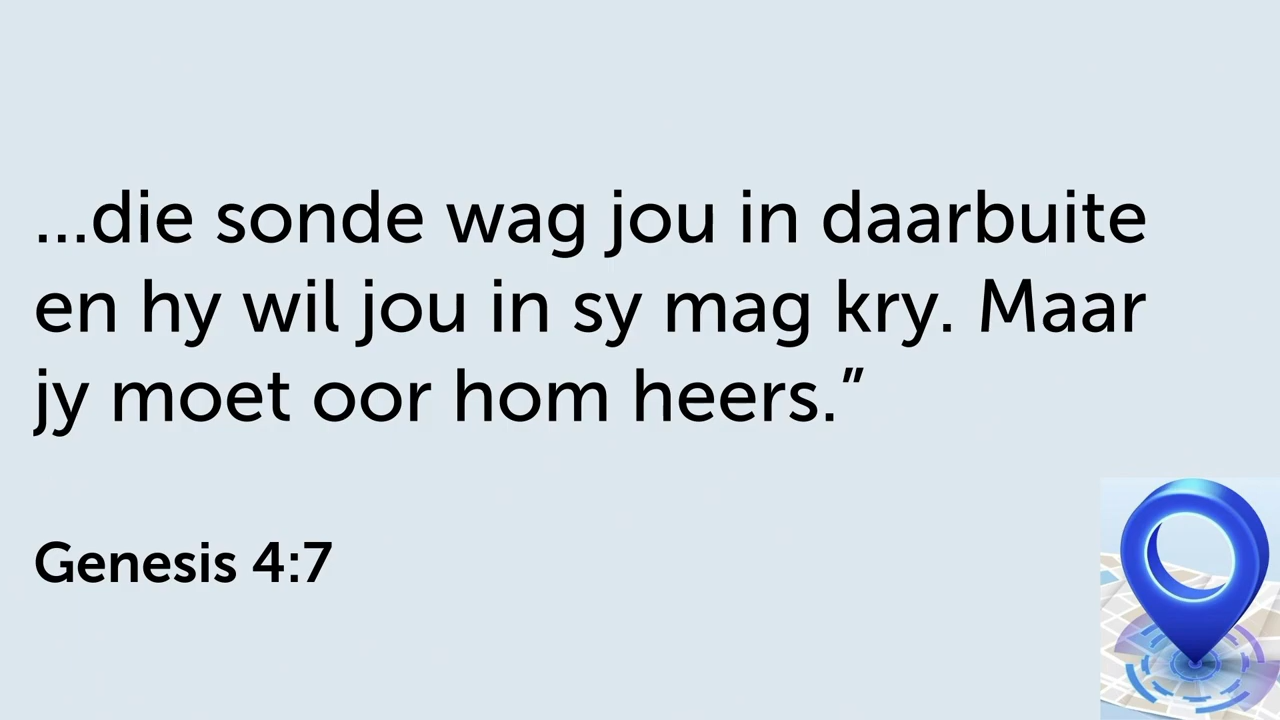 ...die sonde wag jou in daarbuite
en hy wil jou in sy mag kry. Maar
jy moet oor hom heers.”
Genesis 4:7